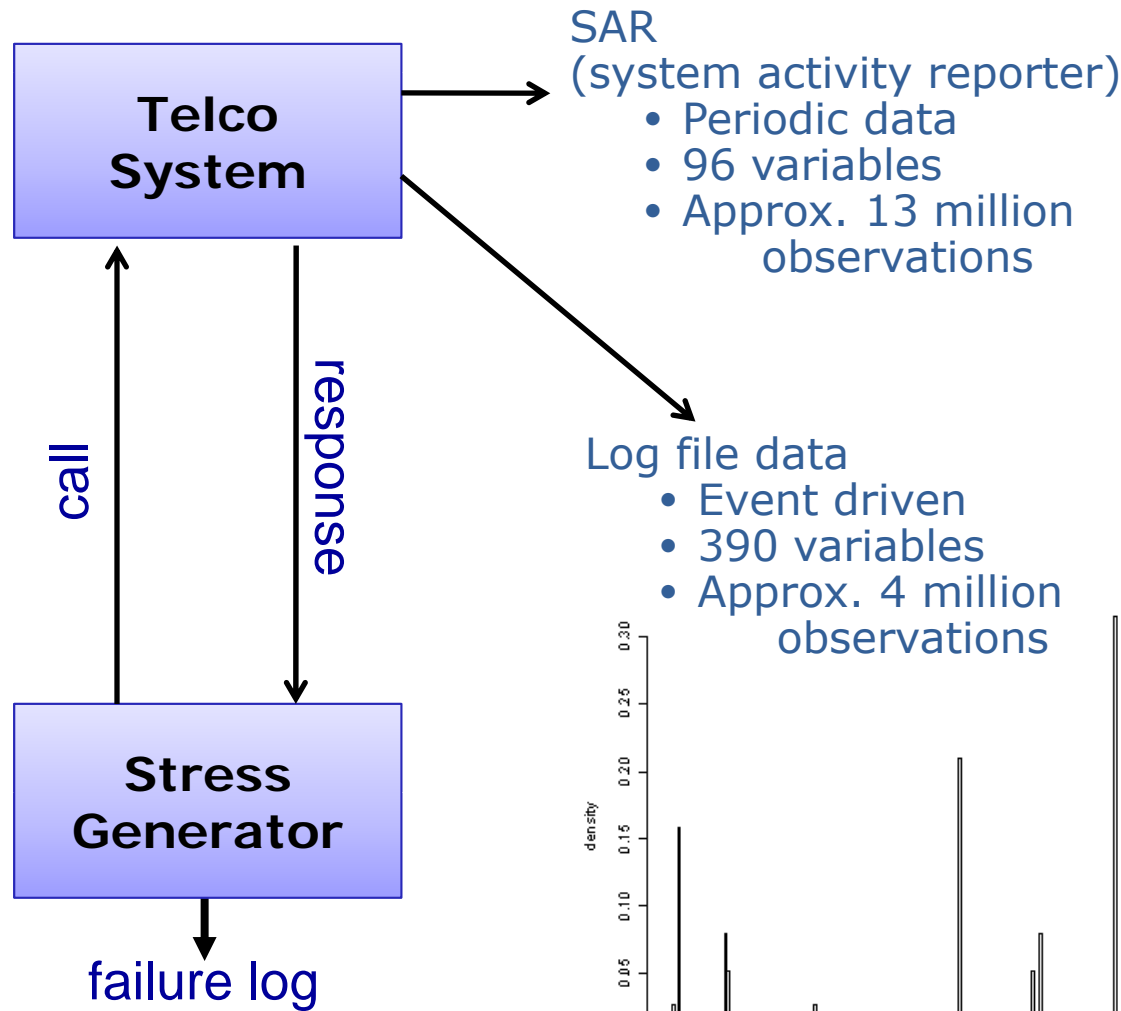 SAR
(system activity reporter)
• Periodic data
• 96 variables
• Approx. 13 million
observations
Telco
System
call
response
Log file data
• Event driven
• 390 variables
• Approx. 4 million
observations
Stress
Generator
failure log
density
0.30
0.25
0.20
0.15
0.10
0.05